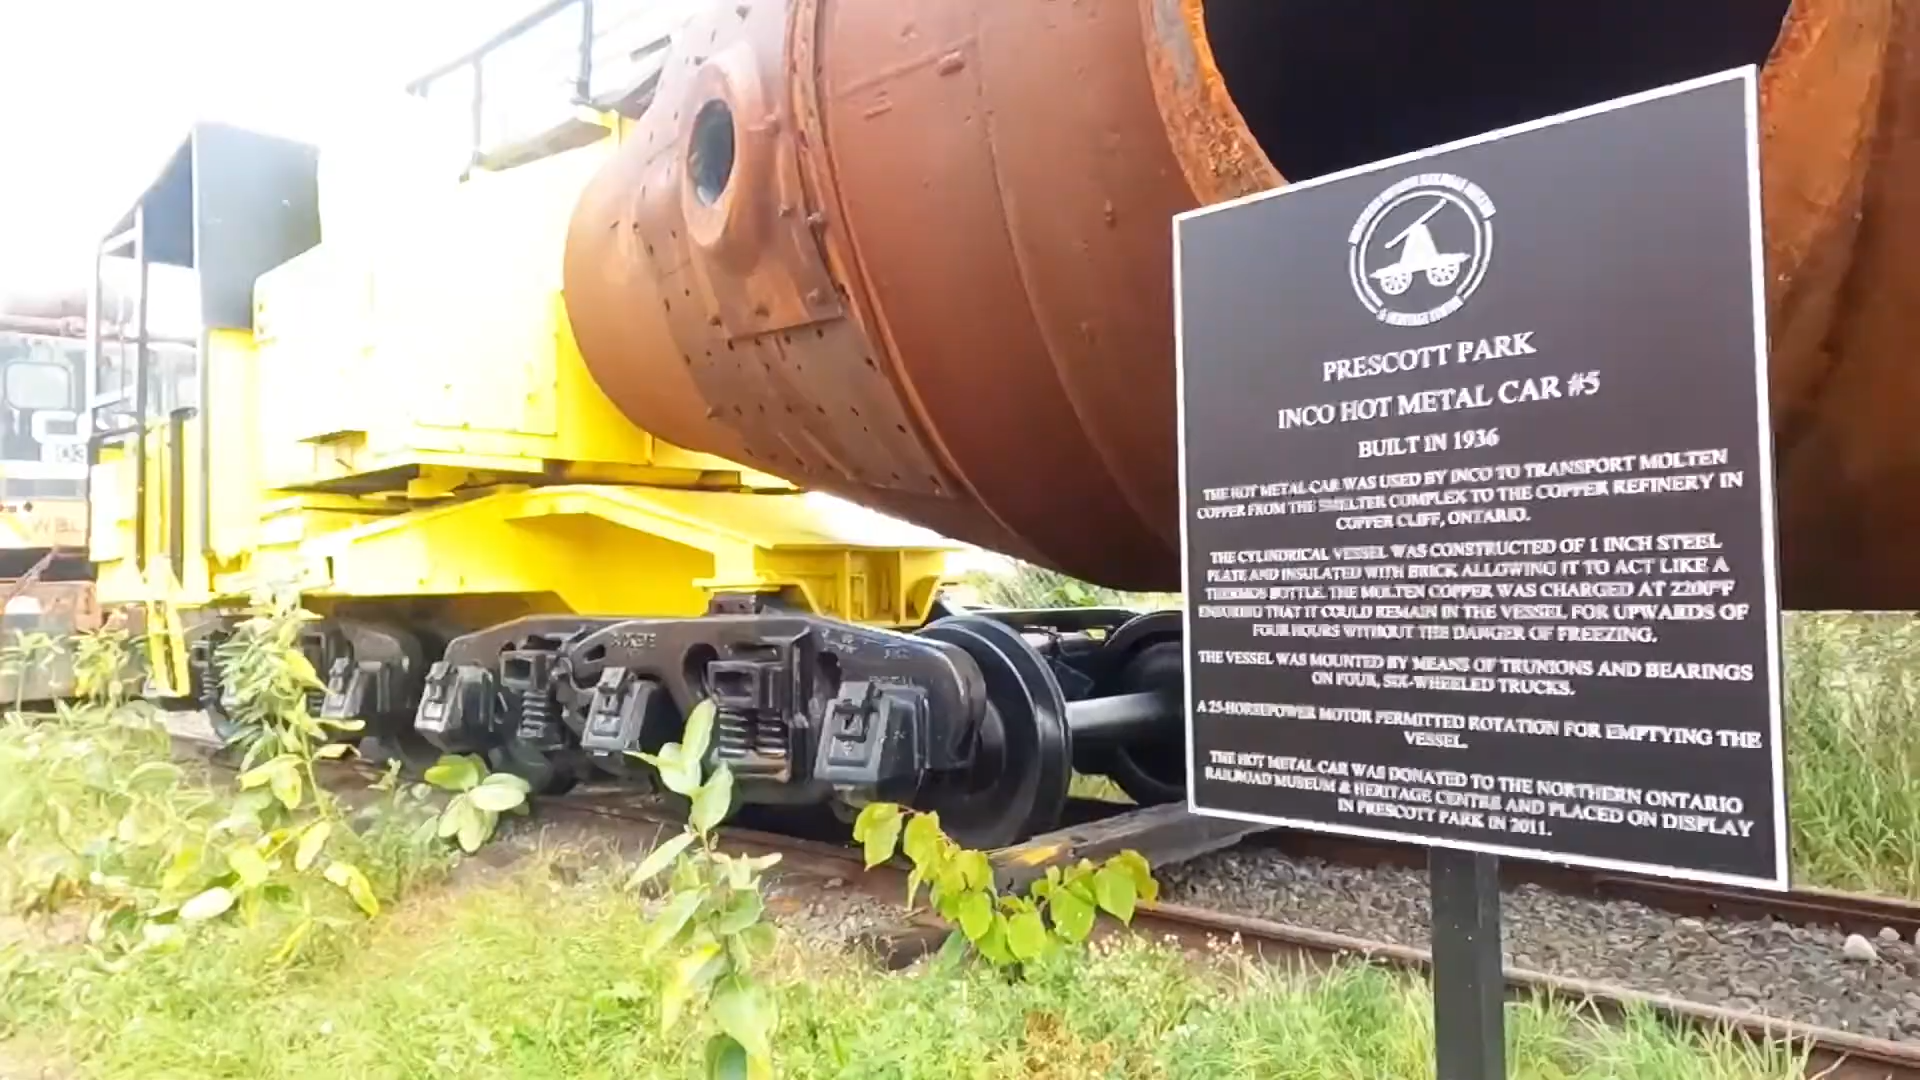 PRESCOTT PARK
INCO HOT METAL CAR #5
BUILT IN 1936
THE HOT METAL CAR WAS USED BY INCO TO TRANSPORT MOLTEN
COPPER FROM THE SMELTER COMPLEX TO THE COPPER REFINERY IN
COPPER CLIFF, ONTARIO.
THE CYLINDRICAL VESSEL WAS CONSTRUCTED OF 1 INCH STEEL
PLATE AND INSULATED WITH BRICK ALLOWING IT TO ACT LIKE A
THERMOS BOTTLE. THE MOLTEN COPPER WAS CHARGED AT 2200°F
ENSURING THAT IT COULD REMAIN IN THE VESSEL FOR UPWARDS OF
FOUR HOURS WITHOUT THE DANGER OF FREEZING.
THE VESSEL WAS MOUNTED BY MEANS OF TRUNIONS AND BEARINGS
ON FOUR, SIX-WHEELED TRUCKS.
A 25-HORSEPOWER MOTOR PERMITTED ROTATION FOR EMPTYING THE
VESSEL.
THE HOT METAL CAR WAS DONATED TO THE NORTHERN ONTARIO
RAILROAD MUSEUM & HERITAGE CENTRE AND PLACED ON DISPLAY
IN PRESCOTT PARK IN 2011.